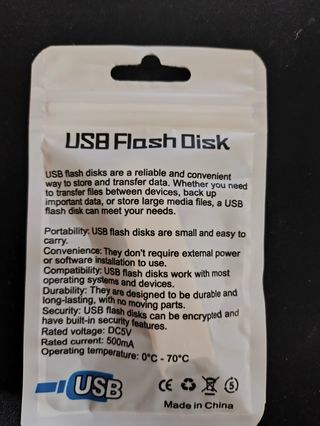 USB Flash Disk
USB flash disks are a reliable and convenient
way to store and transfer data. Whether you need
to transfer files between devices, back up
important data, or store large media files, a USB
flash disk can meet your needs.
Portability: USB flash disks are small and easy to
carry.
Convenience: They don't require external power
or software installation to use.
Compatibility: USB flash disks work with most
operating systems and devices.
Durability: They are designed to be durable and
long-lasting, with no moving parts.
Security: USB flash disks can be encrypted and
have built-in security features.
Rated voltage: DC5V
Rated current: 500mA
Operating temperature: 0°C - 70°C
USB CE 5
Made in China